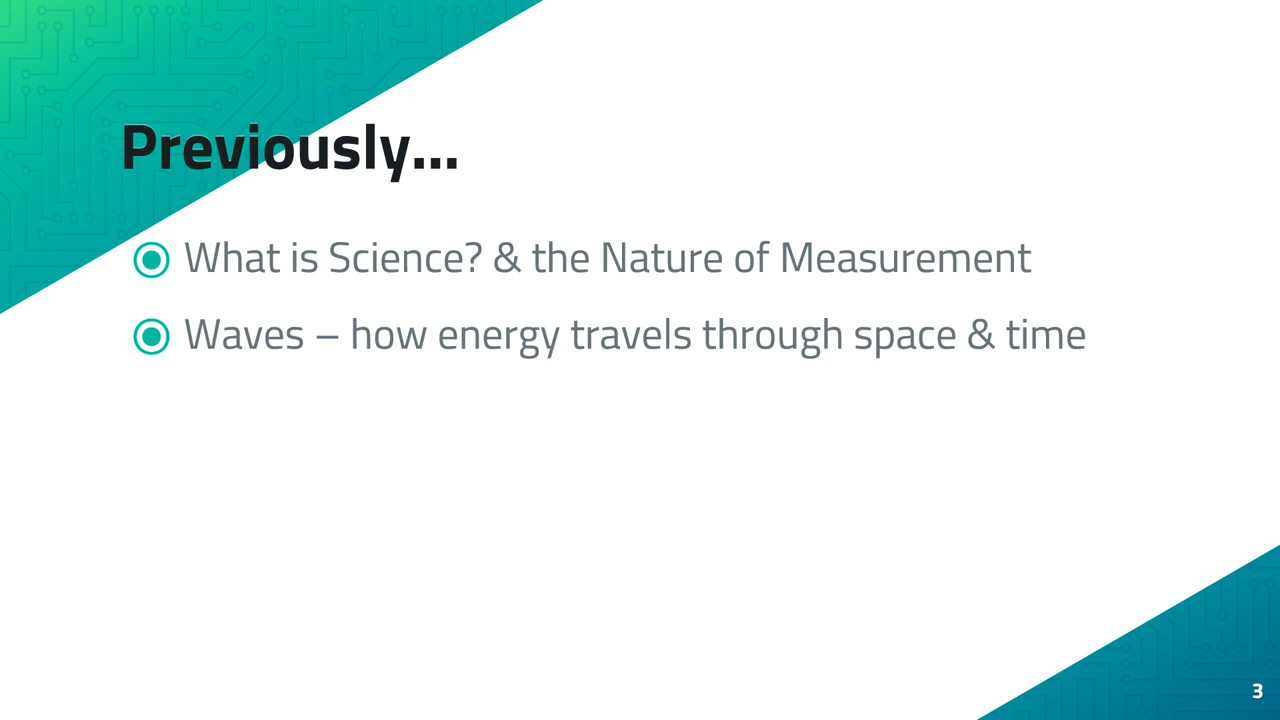 Previously...
What is Science? & the Nature of Measurement
Waves – how energy travels through space & time
3